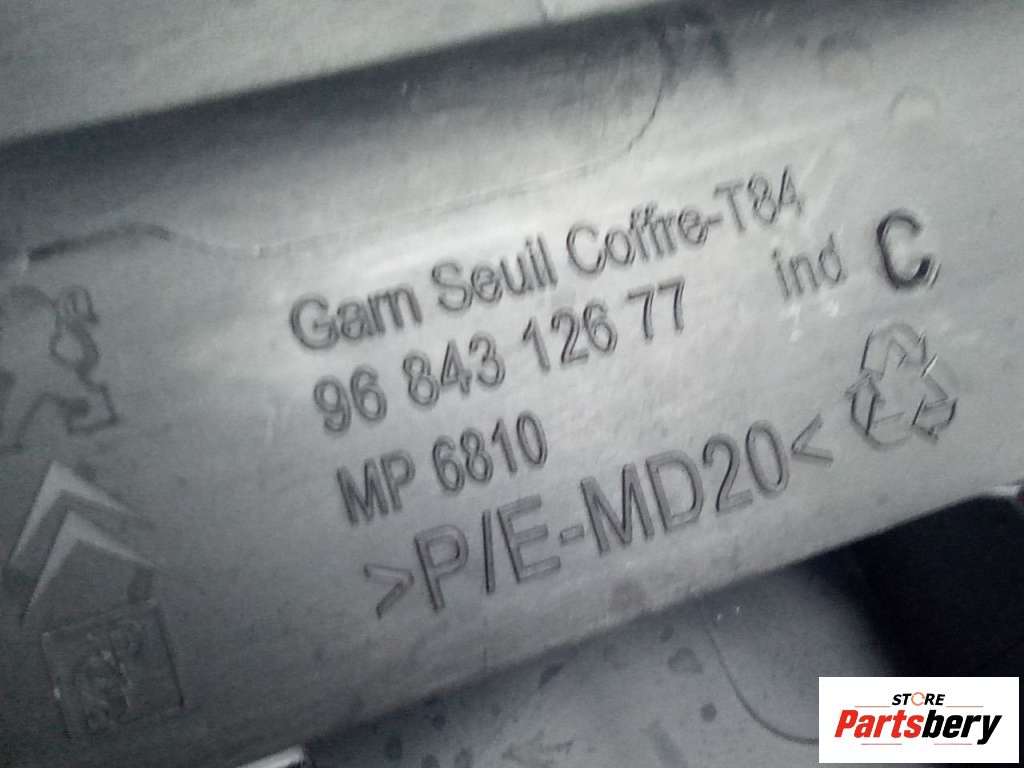 Garn Seuil Coffre-T84
96 843 126 77 ind C
MP 6810
>P/E-MD20<
STORE
Partsbery